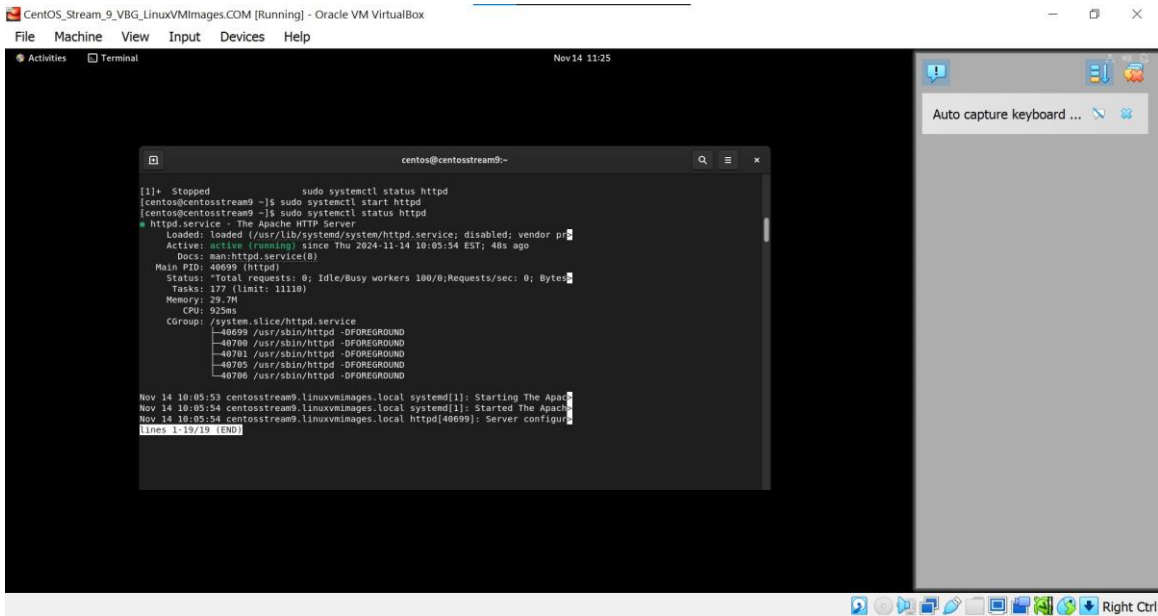 CentOS_Stream_9_VBG_LinuxVMImages.COM [Running] - Oracle VM VirtualBox
File Machine View Input Devices Help
Activities Terminal Nov 14 11:25
Auto capture keyboard ...
centos@centosstream9:~
[1]+ Stopped sudo systemctl status httpd
[centos@centosstream9 ~]$ sudo systemctl start httpd
[centos@centosstream9 ~]$ sudo systemctl status httpd
● httpd.service - The Apache HTTP Server
Loaded: loaded (/usr/lib/systemd/system/httpd.service; disabled; vendor pr>
Active: active (running) since Thu 2024-11-14 10:05:54 EST; 48s ago
Docs: man:httpd.service(8)
Main PID: 40699 (httpd)
Status: "Total requests: 0; Idle/Busy workers 100/0;Requests/sec: 0; Bytes>
Tasks: 177 (limit: 11110)
Memory: 29.7M
CPU: 925ms
CGroup: /system.slice/httpd.service
├─40699 /usr/sbin/httpd -DFOREGROUND
├─40700 /usr/sbin/httpd -DFOREGROUND
├─40701 /usr/sbin/httpd -DFOREGROUND
├─40705 /usr/sbin/httpd -DFOREGROUND
└─40706 /usr/sbin/httpd -DFOREGROUND
Nov 14 10:05:53 centosstream9.linuxvmimages.local systemd[1]: Starting The Apac>
Nov 14 10:05:54 centosstream9.linuxvmimages.local systemd[1]: Started The Apach>
Nov 14 10:05:54 centosstream9.linuxvmimages.local httpd[40699]: Server configur>
lines 1-19/19 (END)
Right Ctrl